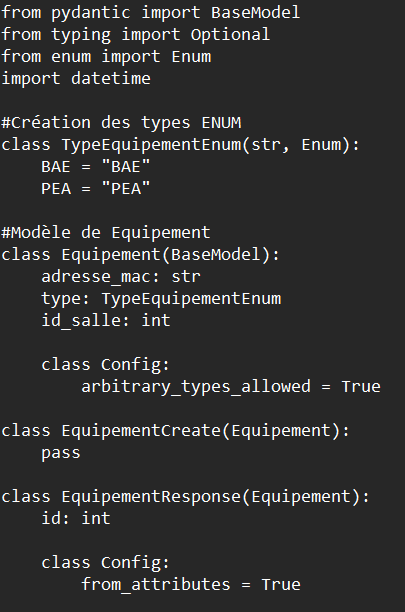 from pydantic import BaseModel
from typing import Optional
from enum import Enum
import datetime

#Création des types ENUM
class TypeEquipementEnum(str, Enum):
    BAE = "BAE"
    PEA = "PEA"

#Modèle de Equipement
class Equipement(BaseModel):
    adresse_mac: str
    type: TypeEquipementEnum
    id_salle: int

    class Config:
        arbitrary_types_allowed = True

class EquipementCreate(Equipement):
    pass

class EquipementResponse(Equipement):
    id: int

    class Config:
        from_attributes = True